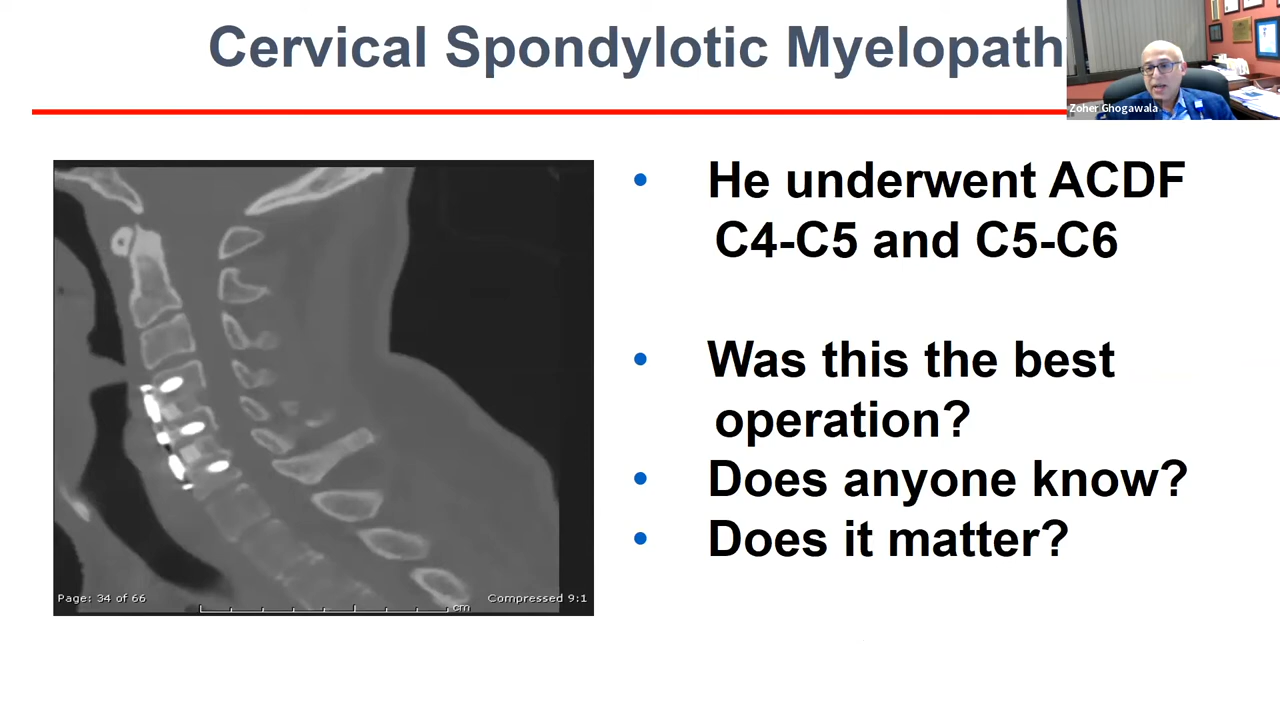 Cervical Spondylotic Myelopath
Zoher Ghogawala
• He underwent ACDF
C4-C5 and C5-C6
• Was this the best
operation?
• Does anyone know?
• Does it matter?
Page: 34 of 66
Compressed 9:1
cm